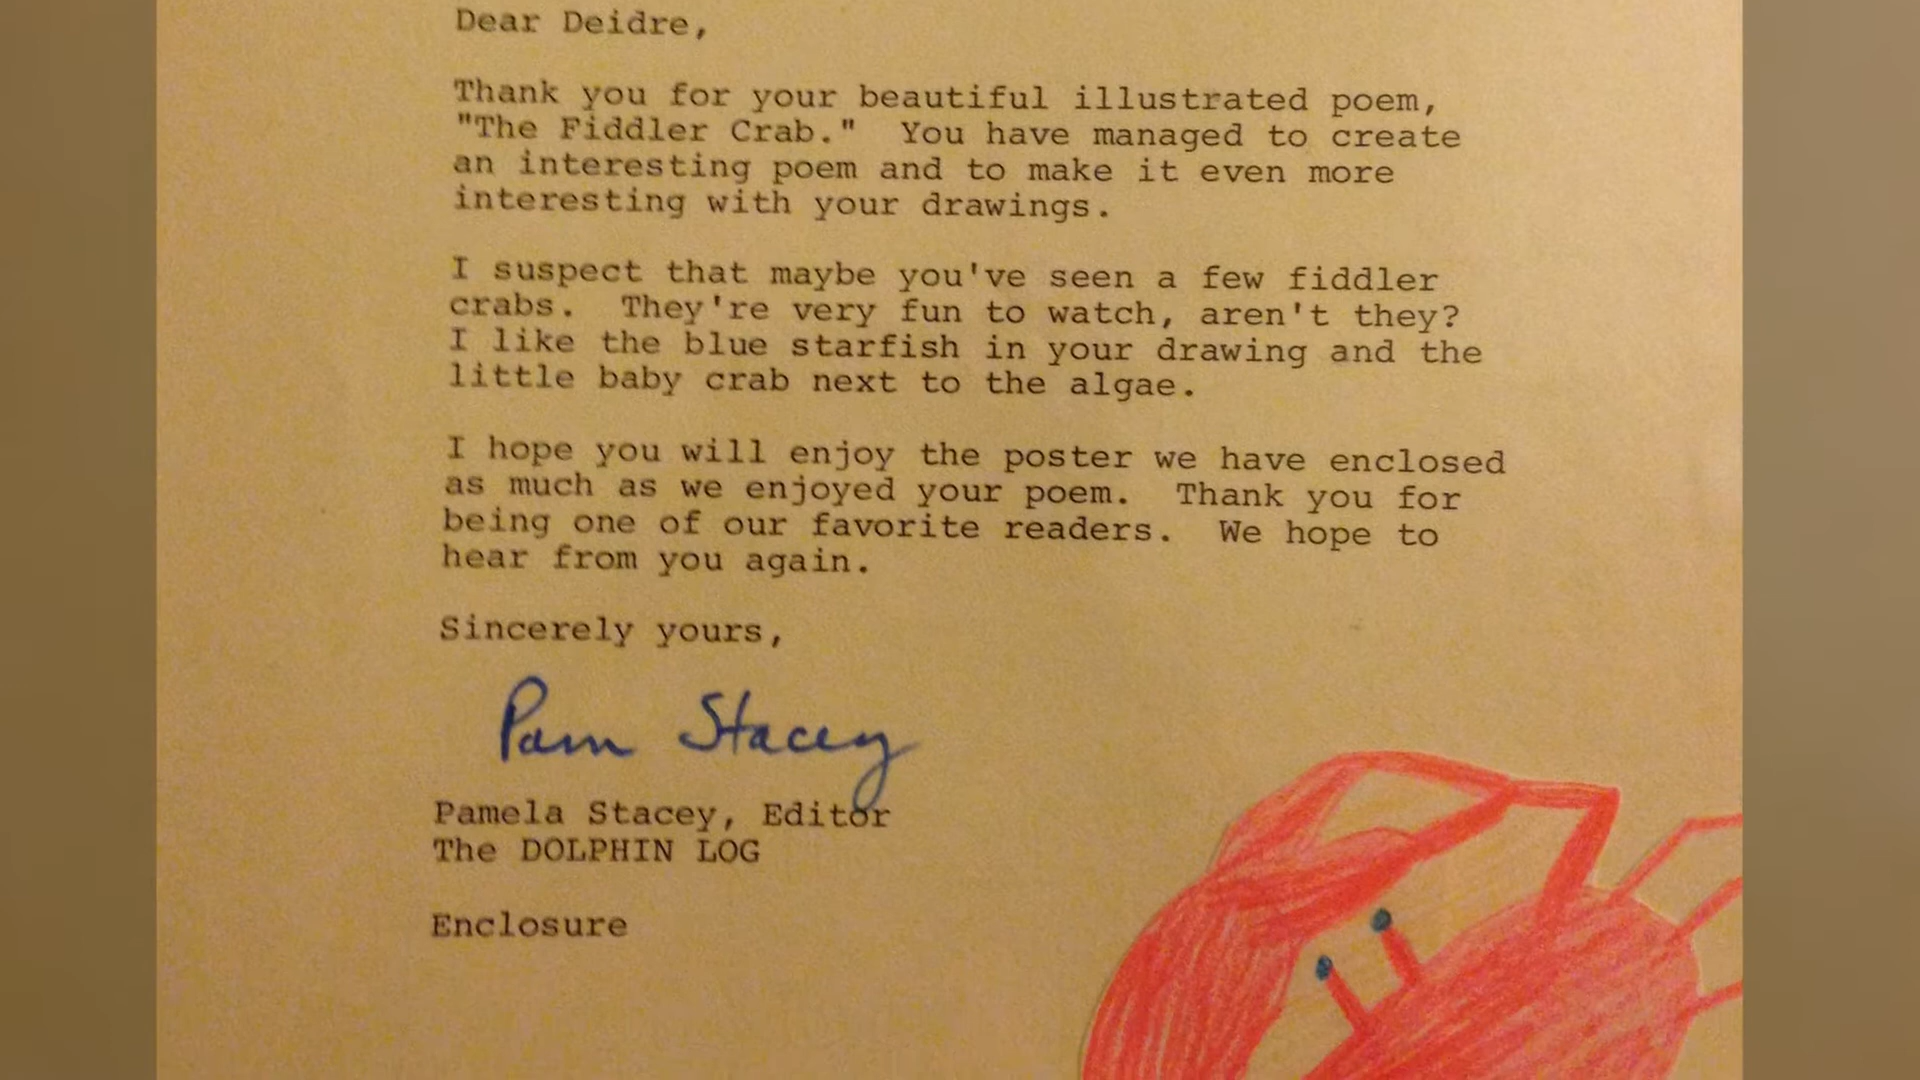 Dear Deidre,
Thank you for your beautiful illustrated poem,
"The Fiddler Crab."  You have managed to create
an interesting poem and to make it even more
interesting with your drawings.
I suspect that maybe you've seen a few fiddler
crabs.  They're very fun to watch, aren't they?
I like the blue starfish in your drawing and the
little baby crab next to the algae.
I hope you will enjoy the poster we have enclosed
as much as we enjoyed your poem.  Thank you for
being one of our favorite readers.  We hope to
hear from you again.
Sincerely yours,
Pam Stacey
Pamela Stacey, Editor
The DOLPHIN LOG
Enclosure